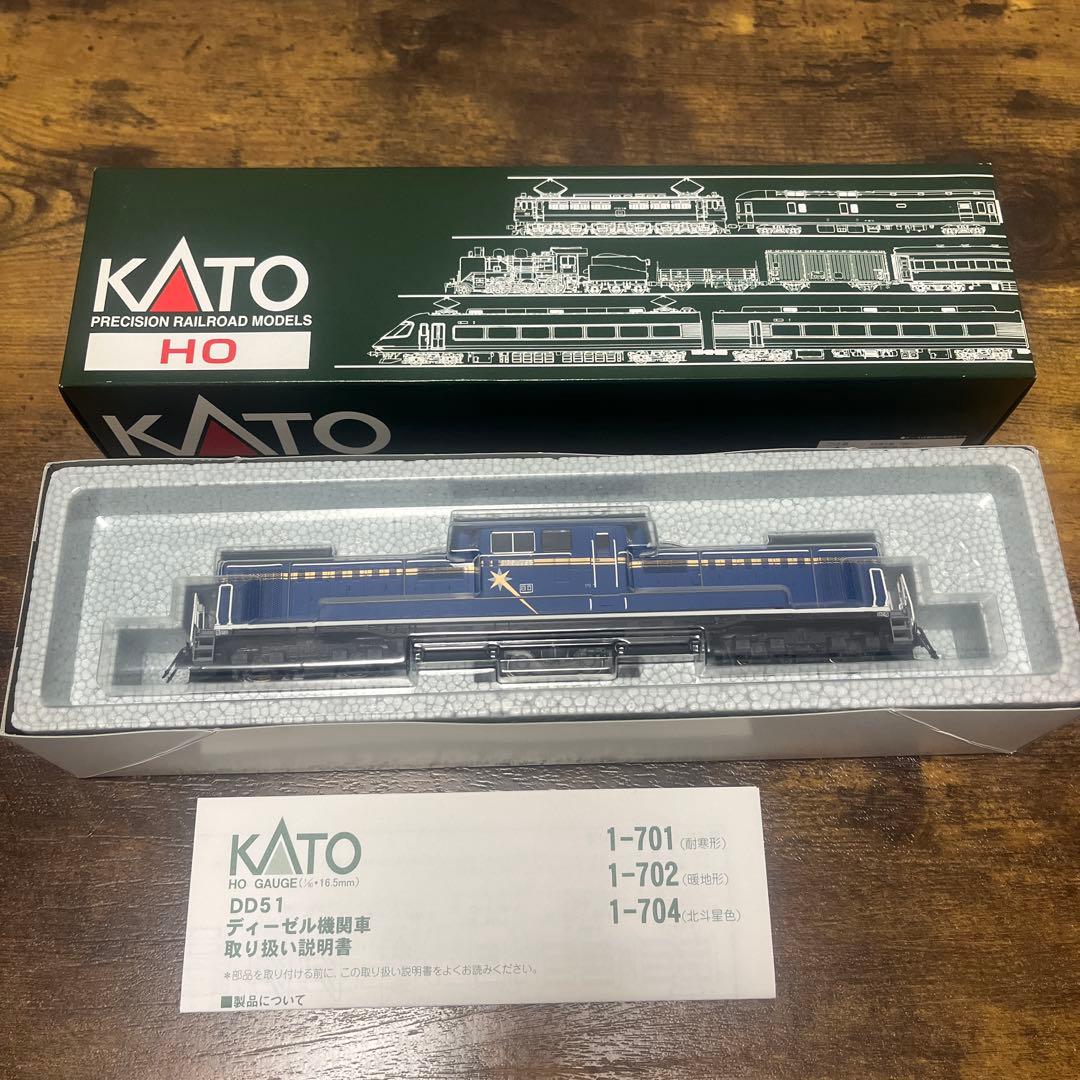 KATO
PRECISION RAILROAD MODELS
HO
KATO
KATO
HO GAUGE(1/80・16.5mm)
DD51
ディーゼル機関車
取り扱い説明書
*部品を取り付ける前に、この取り扱い説明書をよくお読みください。
■製品について
1-701(耐寒形)
1-702(暖地形)
1-704(北斗星色)